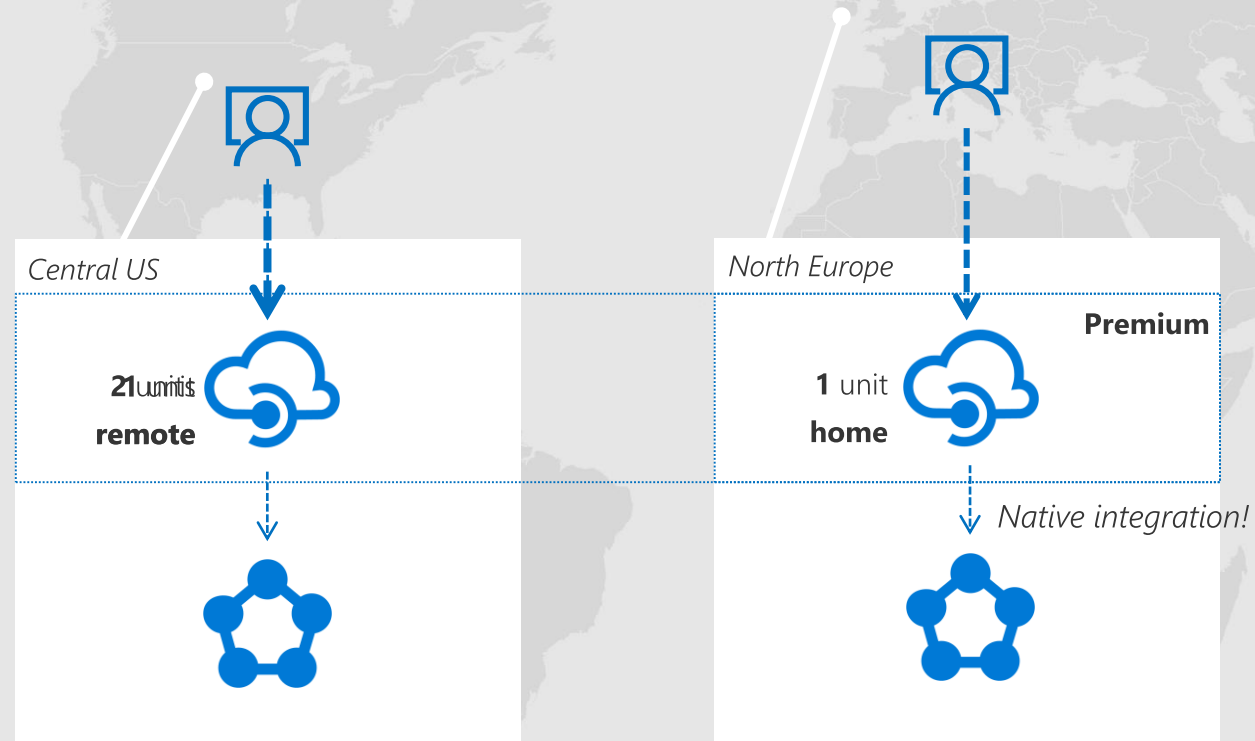 Central US
North Europe
Premium
remote
1 unit
home
Native integration!